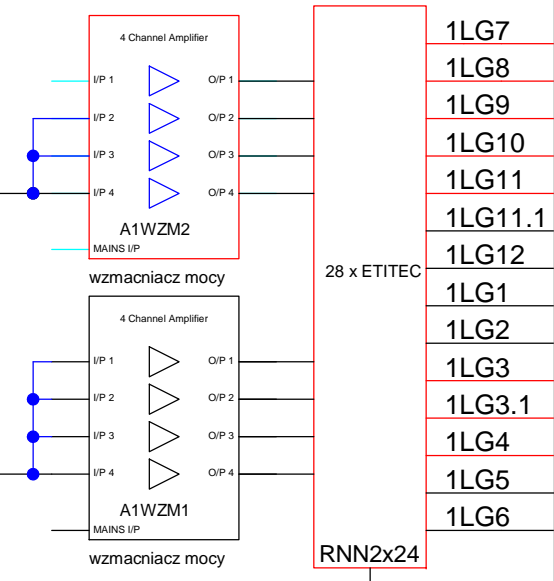 4 Channel Amplifier
I/P 1
O/P 1
I/P 2
O/P 2
I/P 3
O/P 3
I/P 4
O/P 4
A1WZM2
MAINS I/P
wzmacniacz mocy
4 Channel Amplifier
I/P 1
O/P 1
I/P 2
O/P 2
I/P 3
O/P 3
I/P 4
O/P 4
A1WZM1
MAINS I/P
wzmacniacz mocy
28 x ETITEC
RNN2x24
1LG7
1LG8
1LG9
1LG10
1LG11
1LG11.1
1LG12
1LG1
1LG2
1LG3
1LG3.1
1LG4
1LG5
1LG6